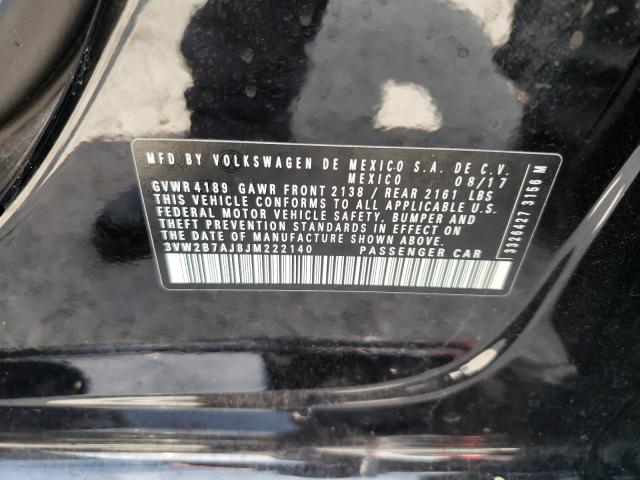 MFD BY VOLKSWAGEN DE MEXICO S.A. DE C.V.
MEXICO 08/17
GVWR 4189 GAWR FRONT 2138 / REAR 2161 LBS
THIS VEHICLE CONFORMS TO ALL APPLICABLE U.S.
FEDERAL MOTOR VEHICLE SAFETY, BUMPER AND
THEFT PREVENTION STANDARDS IN EFFECT ON
THE DATE OF MANUFACTURE SHOWN ABOVE.
3VW2B7AJ8JM222140 PASSENGER CAR
3326427 3156 M